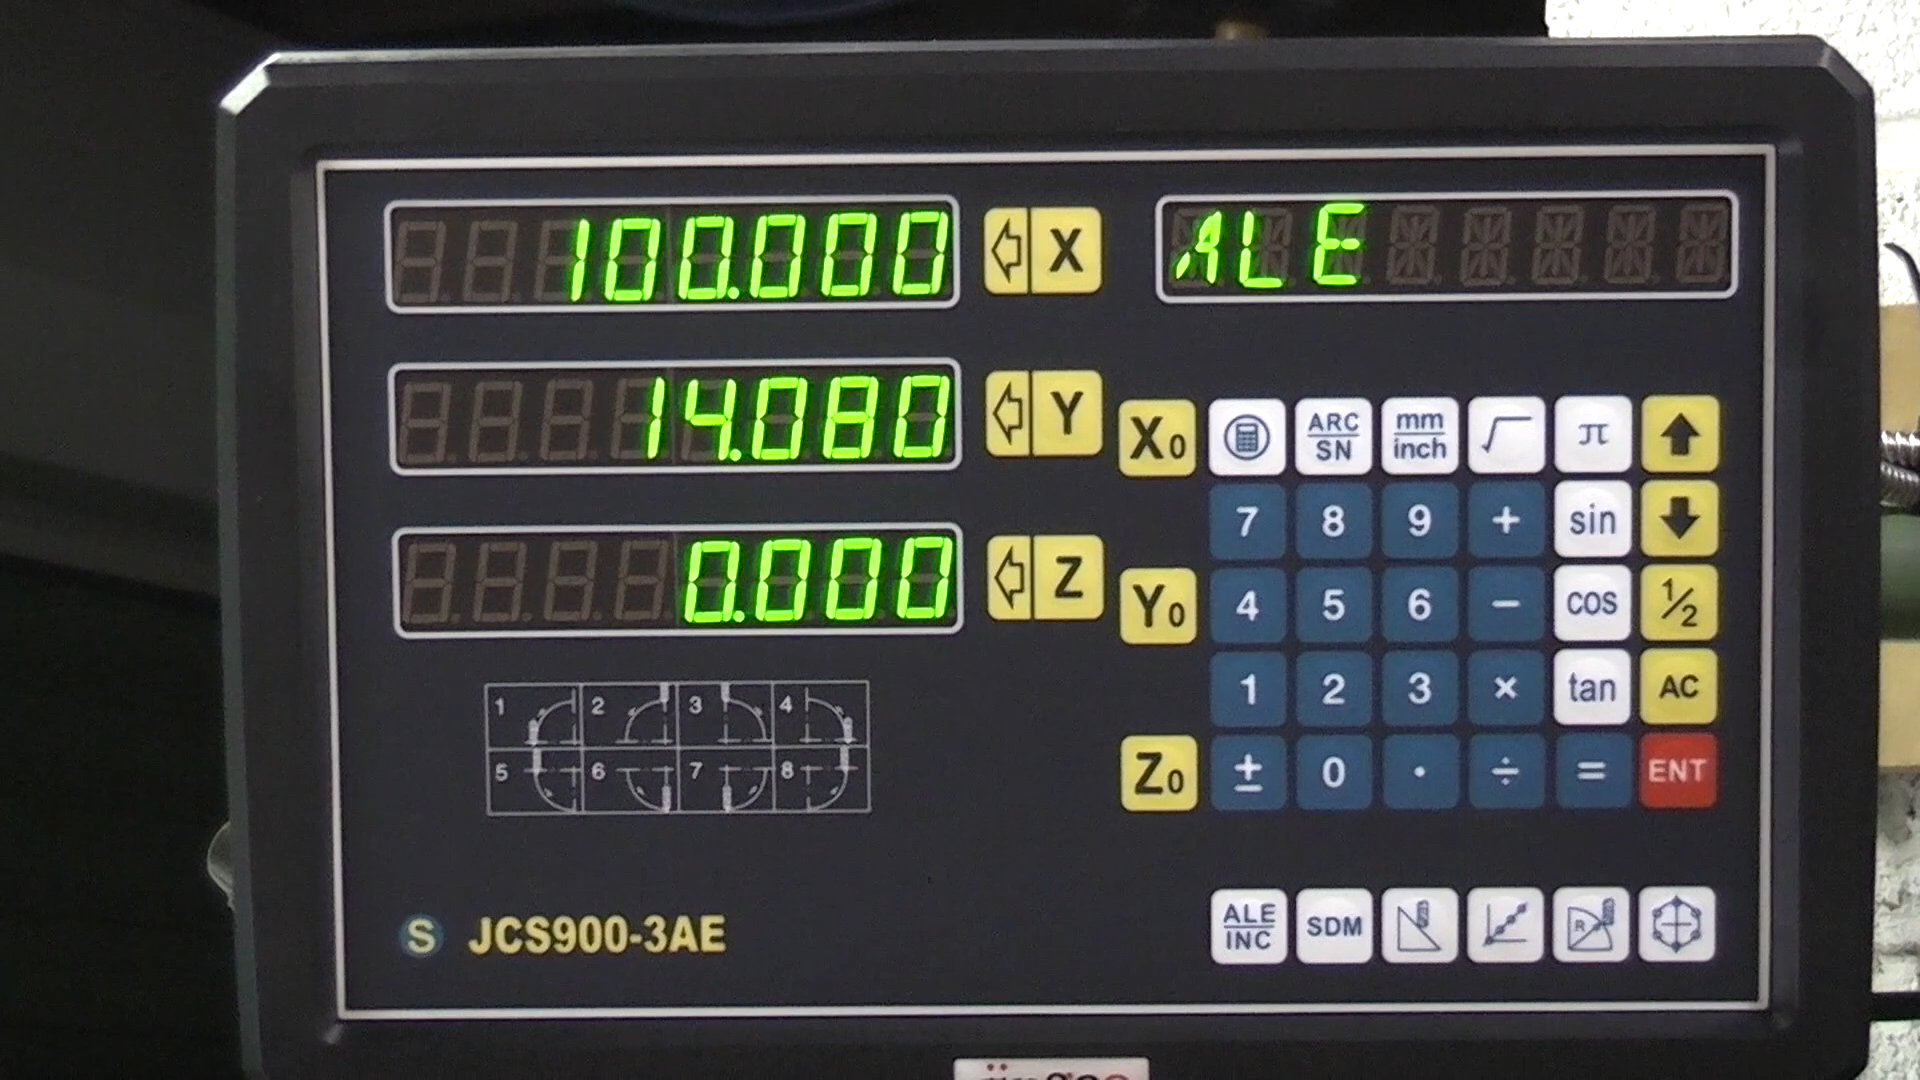 100.000 X ALE
14.080 Y
0.000 Z
X0 ARC/SN mm/inch √ π
7 8 9 + sin
Y0 4 5 6 − cos 1/2
1 2 3 × tan AC
Z0 ± 0 . ÷ = ENT
1 2 3 4
5 6 7 8
S JCS900-3AE
ALE/INC SDM R